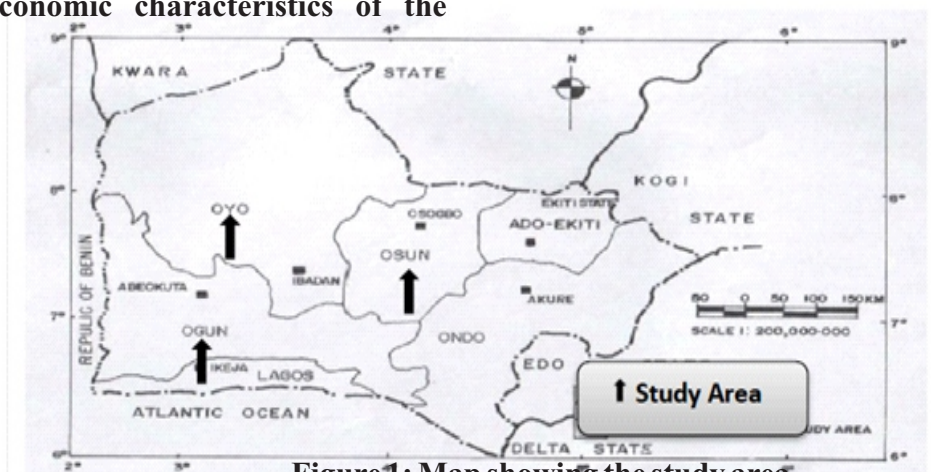 conomic characteristics of the
2° 3° 4° 5° 6°
9° 9°
KWARA STATE
N
KOGI
STATE
8° 8°
OYO
OSOGBO
EKITI STATE
ADO-EKITI
OSUN
REPULIC OF BENIN
ABEOKUTA
IBADAN
AKURE
50 0 50 100 150KM
SCALE 1: 200,000-000
7° 7°
OGUN
ONDO
IKEJA
LAGOS
EDO
Study Area
ATLANTIC OCEAN
UDY AREA
DELTA STATE
6° 6°
2° 3°
Figure 1: Map showing the study area